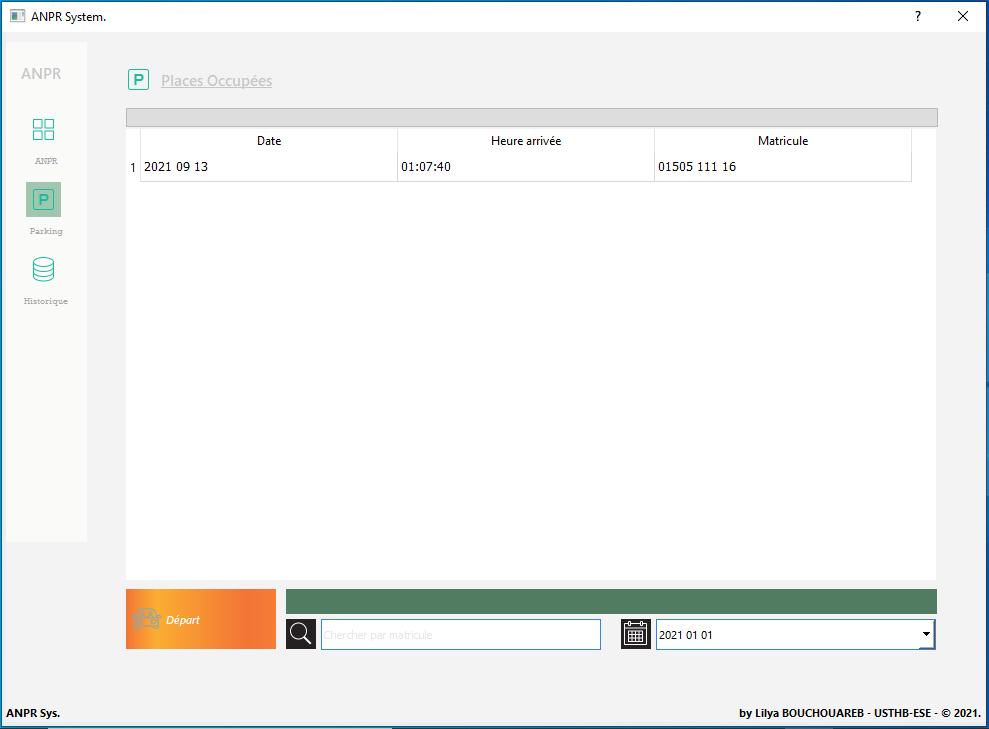 ANPR System.
?
ANPR
P Places Occupées
Date Heure arrivée Matricule
1 2021 09 13 01:07:40 01505 111 16
ANPR
P
Parking
Historique
Départ
Chercher par matricule
2021 01 01
ANPR Sys.
by Lilya BOUCHOUAREB - USTHB-ESE - © 2021.